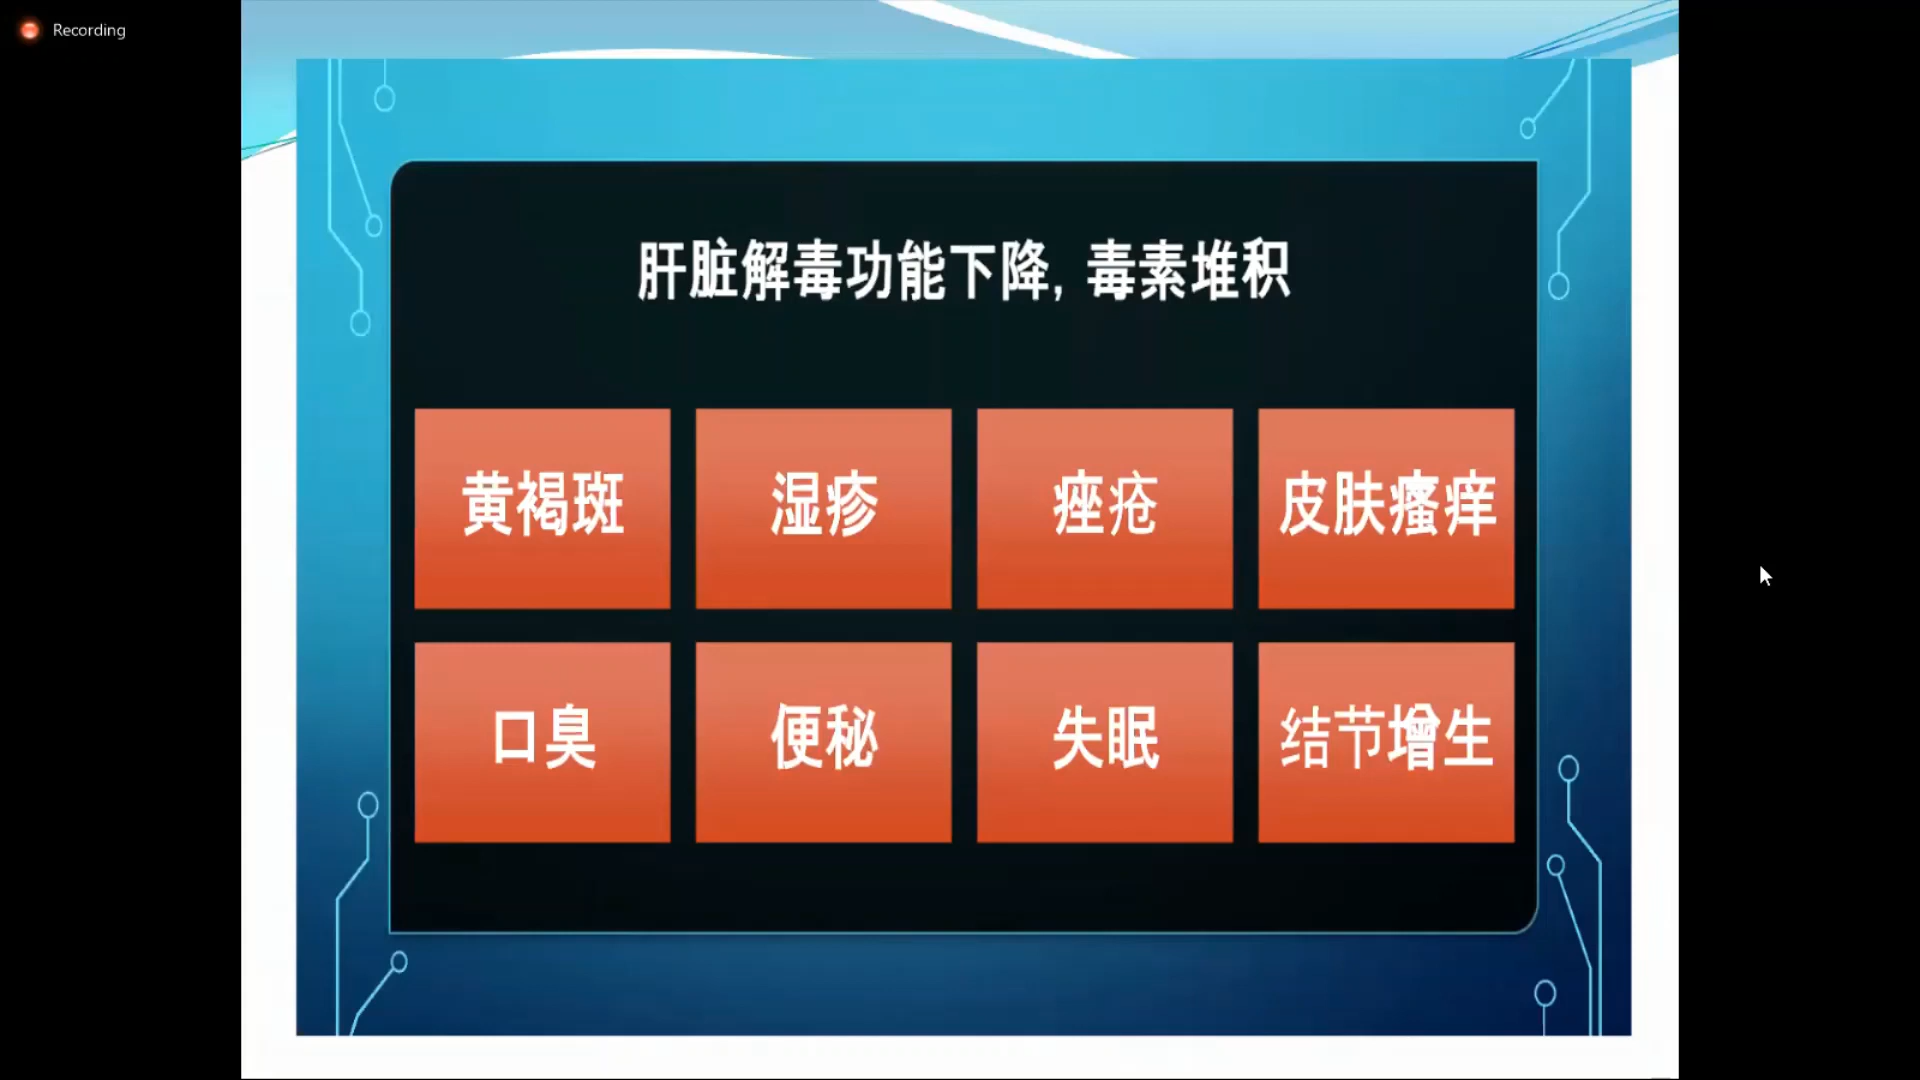 Recording
肝脏解毒功能下降, 毒素堆积
黄褐斑
湿疹
痤疮
皮肤瘙痒
口臭
便秘
失眠
结节增生